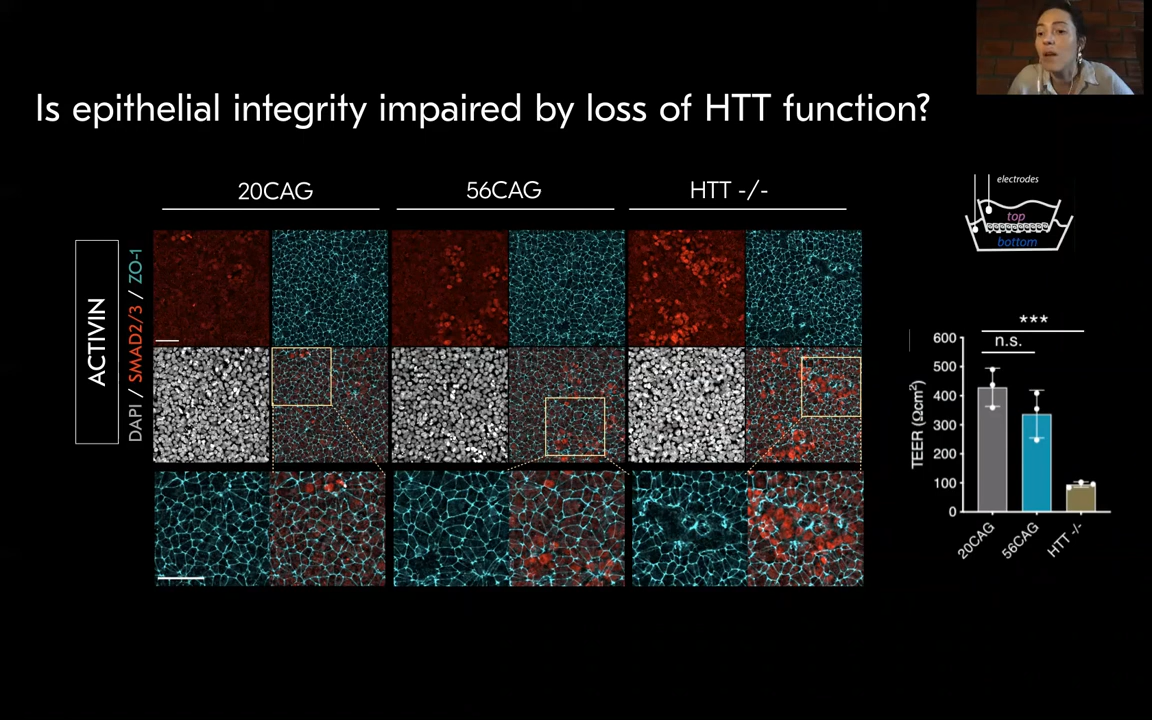 Is epithelial integrity impaired by loss of HTT function?
20CAG
56CAG
HTT -/-
ACTIVIN
DAPI / SMAD2/3 / ZO-1
electrodes
top
bottom
***
n.s.
600
500
400
300
200
100
0
TEER (Ωcm²)
20CAG
56CAG
HTT -/-